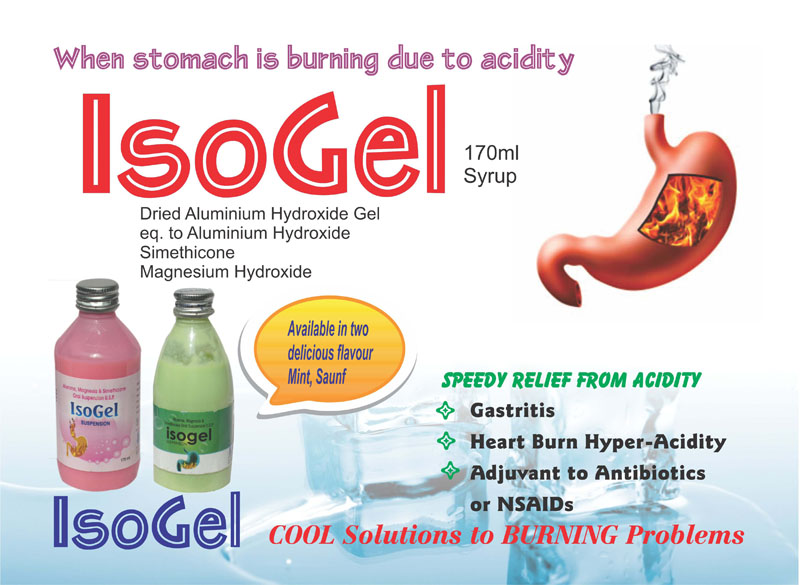 When stomach is burning due to acidity
IsoGel
170ml
Syrup
Dried Aluminium Hydroxide Gel
eq. to Aluminium Hydroxide
Simethicone
Magnesium Hydroxide
Available in two
delicious flavour
Mint, Saunf
IsoGel
SUSPENSION
isogel
SPEEDY RELIEF FROM ACIDITY
Gastritis
Heart Burn Hyper-Acidity
Adjuvant to Antibiotics
or NSAIDs
IsoGel
COOL Solutions to BURNING Problems